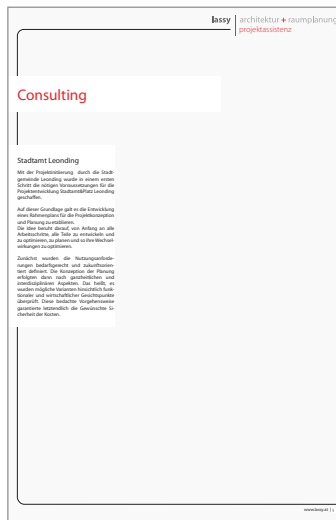 lassy architektur + raumplanung
projektassistenz
Consulting
Stadtamt Leonding
Mit der Projektinitiierung durch die Stadt-
gemeinde Leonding wurde in einem ersten
Schritt die nötigen Voraussetzungen für die
Projektentwicklung Stadtamt&Platz Leonding
geschaffen.
Auf dieser Grundlage galt es die Entwicklung
eines Rahmenplans für die Projektkonzeption
und Planung zu etablieren.
Die Idee beruht darauf, von Anfang an alle
Arbeitsschritte, alle Teile zu entwickeln und
zu optimieren, zu planen und so ihre Wechsel-
wirkungen zu optimieren.
Zunächst wurden die Nutzungsanforde-
rungen bedarfsgerecht und zukunftsorien-
tiert definiert. Die Konzeption der Planung
erfolgten dann nach ganzheitlichen und
interdisziplinären Aspekten. Das heißt, es
wurden mögliche Varianten hinsichtlich funk-
tionaler und wirtschaftlicher Gesichtspunkte
überprüft. Diese bedachte Vorgehensweise
garantierte letztendlich die Gewünschte Si-
cherheit der Kosten.
www.lassy.at |